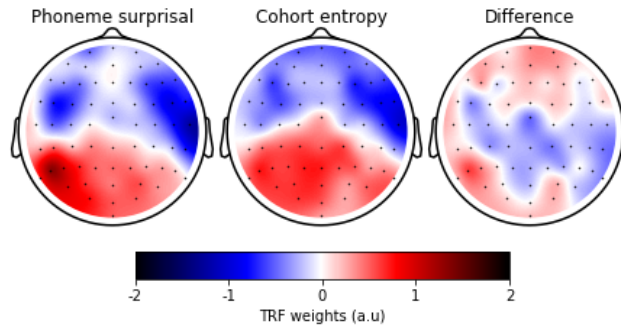 Phoneme surprisal Cohort entropy Difference
-2 -1 0 1 2
TRF weights (a.u)